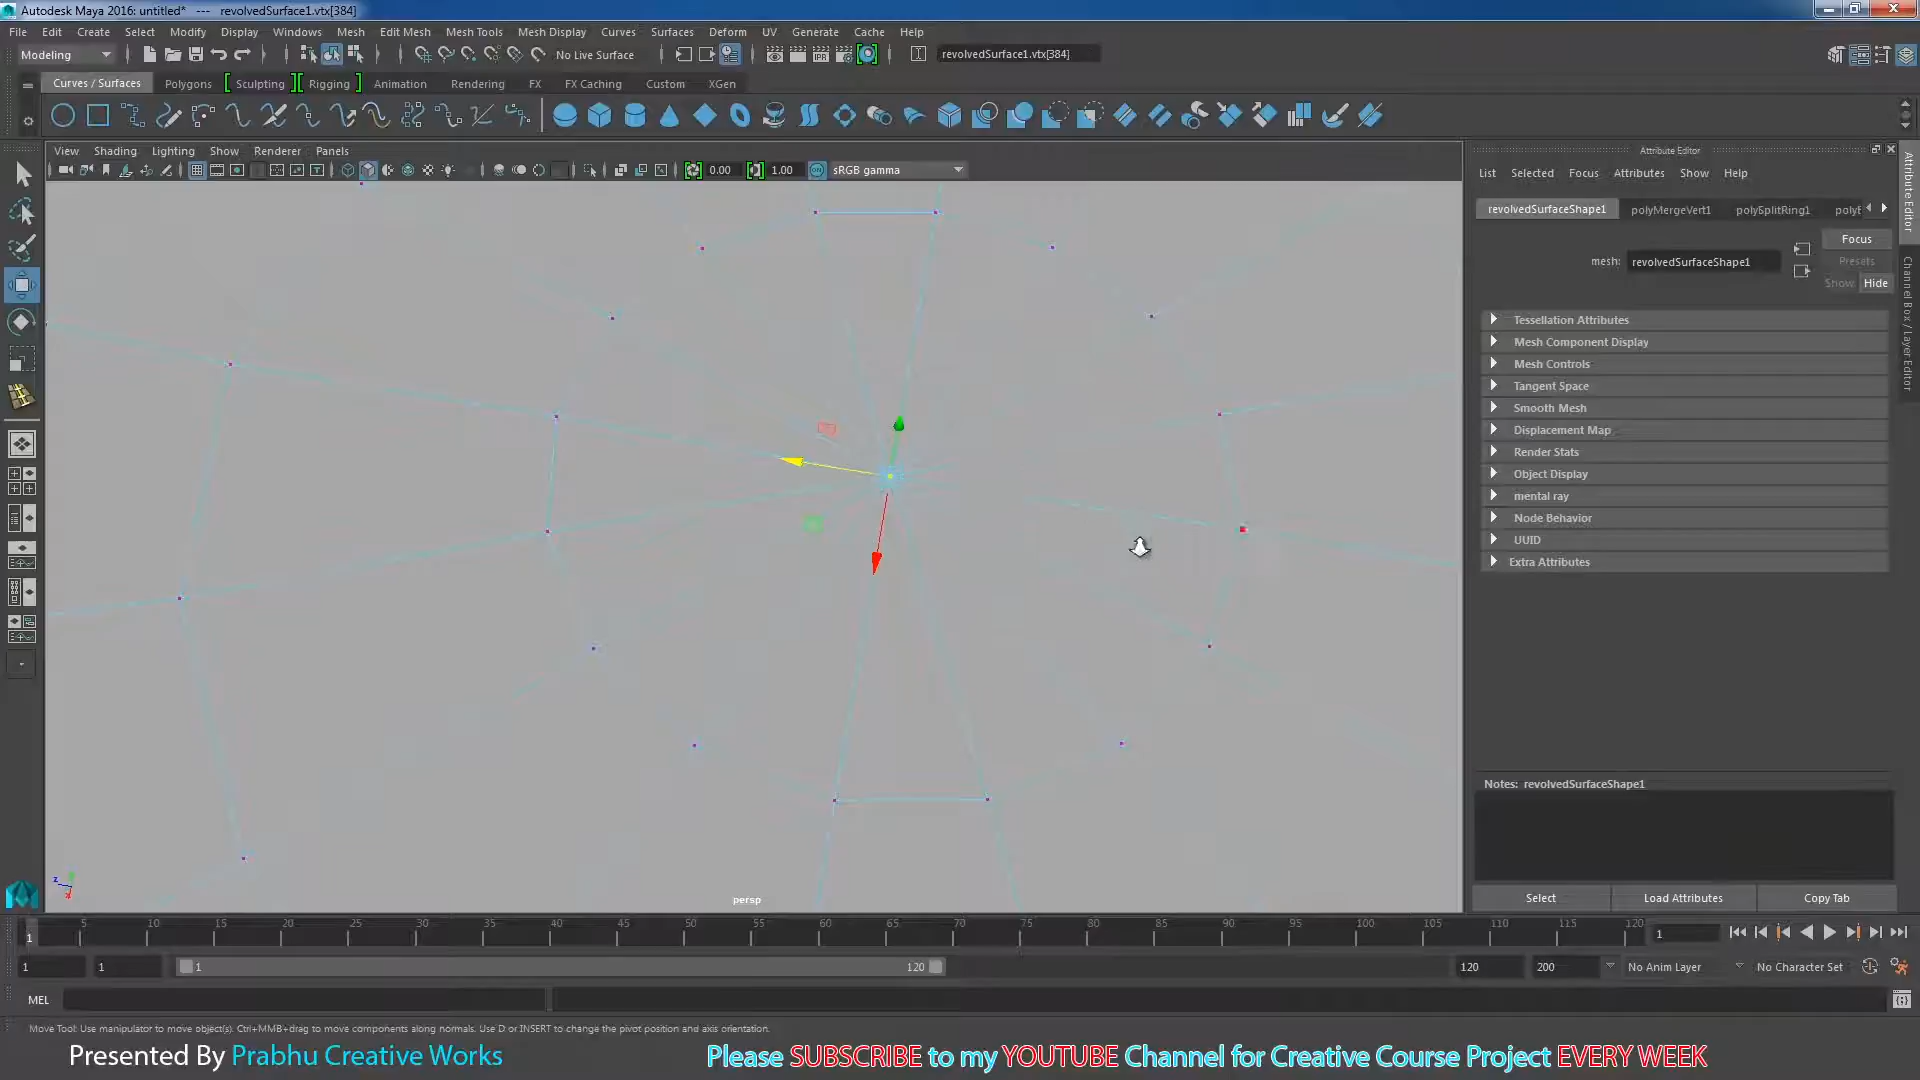 Autodesk Maya 2016: untitled* --- revolvedSurface1.vtx[384]
File Edit Create Select Modify Display Windows Mesh Edit Mesh Mesh Tools Mesh Display Curves Surfaces Deform UV Generate Cache Help
Modeling No Live Surface revolvedSurface1.vtx[384]
Curves / Surfaces Polygons Sculpting Rigging Animation Rendering FX FX Caching Custom XGen
View Shading Lighting Show Renderer Panels
0.00 1.00 sRGB gamma
persp
Attribute Editor
List Selected Focus Attributes Show Help
revolvedSurfaceShape1 polyMergeVert1 polySplitRing1
Focus
mesh: revolvedSurfaceShape1
Presets
Show Hide
Tessellation Attributes
Mesh Component Display
Mesh Controls
Tangent Space
Smooth Mesh
Displacement Map
Render Stats
Object Display
mental ray
Node Behavior
UUID
Extra Attributes
Notes: revolvedSurfaceShape1
Select Load Attributes Copy Tab
Attribute Editor
Channel Box / Layer Editor
5 10 15 20 25 30 35 40 45 50 55 60 65 70 75 80 85 90 95 100 105 110 115 120
1 1
1 1 1 120 120 200 No Anim Layer No Character Set
MEL
Move Tool: Use manipulator to move object(s). Ctrl+MMB+drag to move components along normals. Use D or INSERT to change the pivot position and axis orientation.
Presented By Prabhu Creative Works
Please SUBSCRIBE to my YOUTUBE Channel for Creative Course Project EVERY WEEK